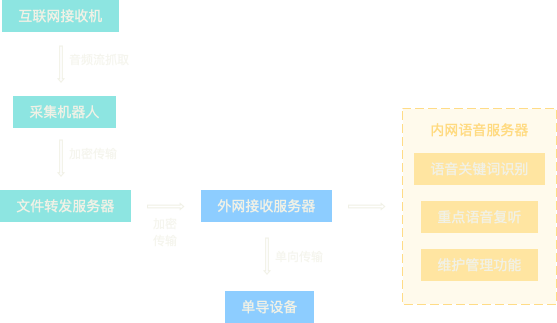 互联网接收机
音频流抓取
采集机器人
加密传输
文件转发服务器
加密
传输
外网接收服务器
单向传输
单导设备
内网语音服务器
语音关键词识别
重点语音复听
维护管理功能